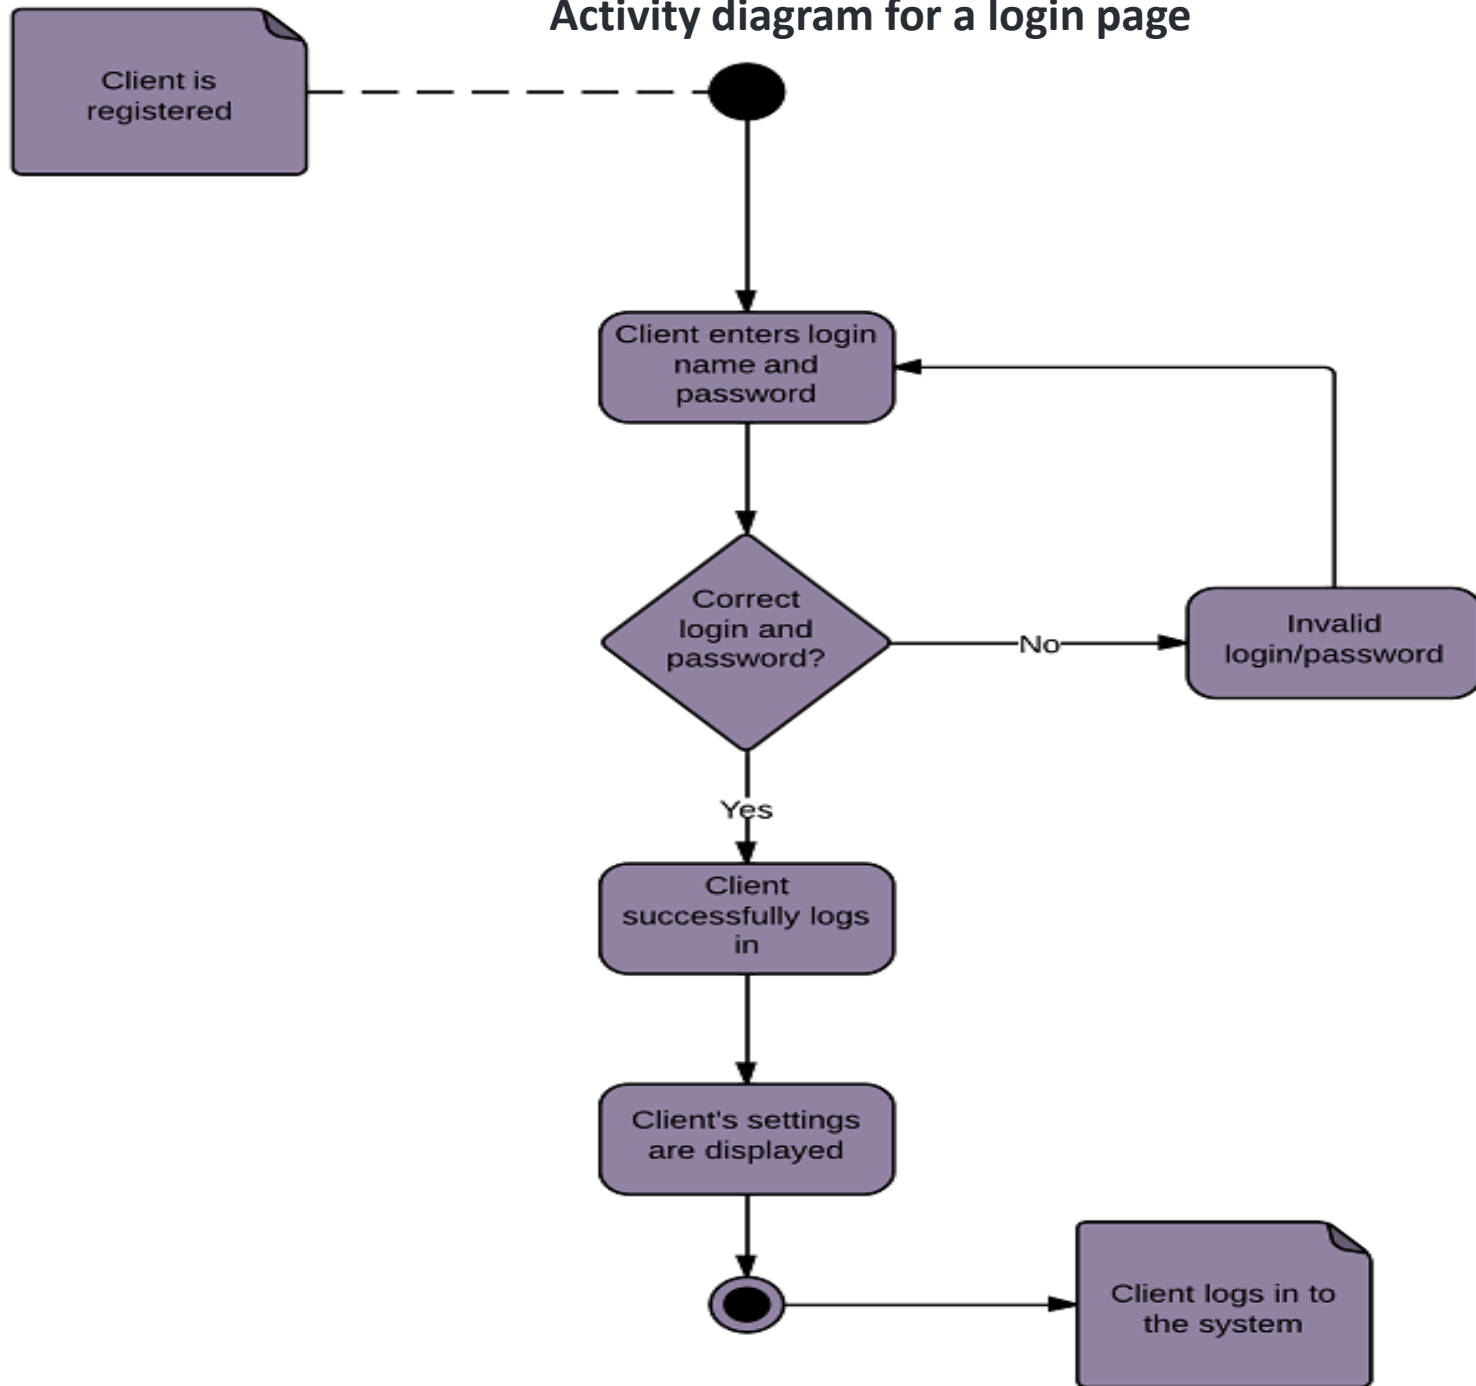 Activity diagram for a login page
Client is
registered
Client enters login
name and
password
Correct
login and
password?
No
Invalid
login/password
Yes
Client
successfully logs
in
Client's settings
are displayed
Client logs in to
the system